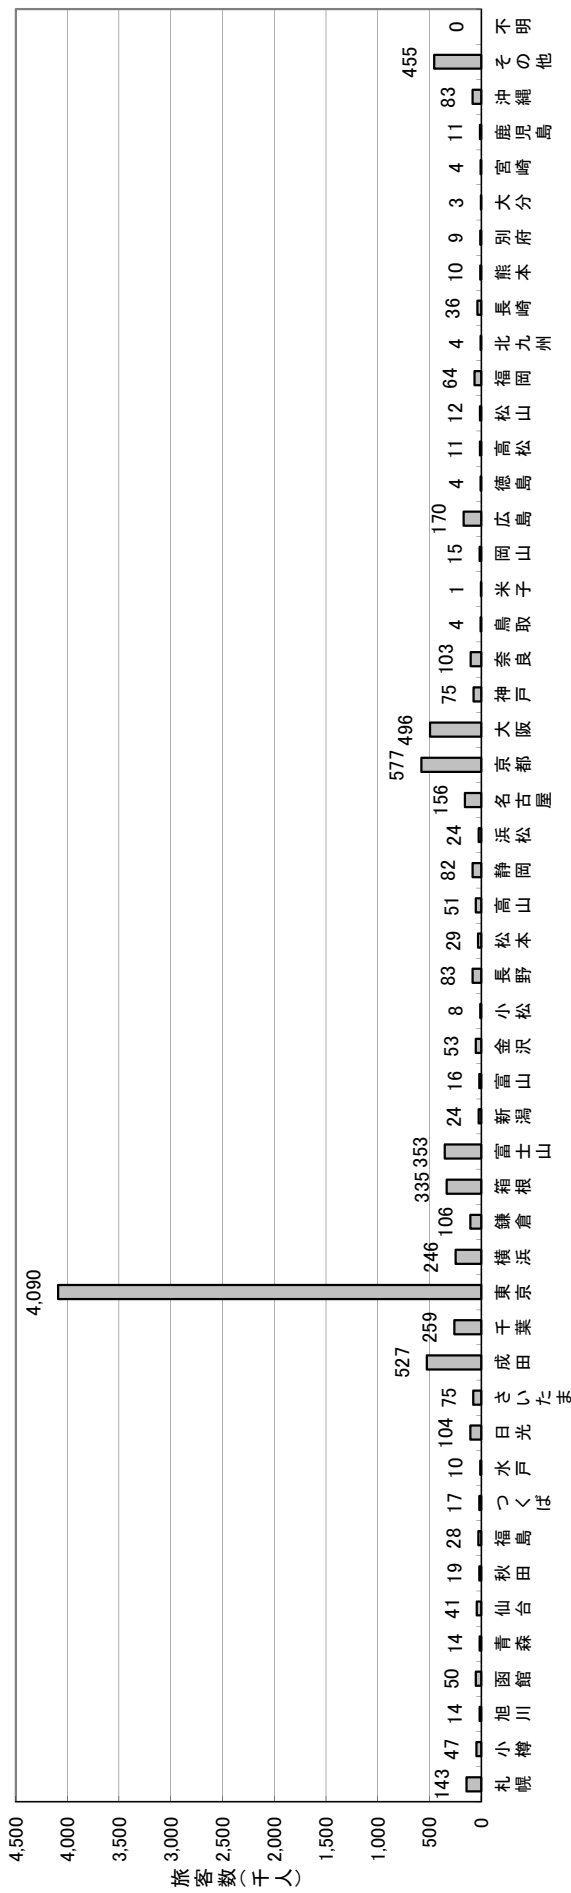 旅客数(千人)
4,500
4,000
3,500
3,000
2,500
2,000
1,500
1,000
500
0
143
47
14
50
14
41
19
28
17
10
104
75
527
259
4,090
246
106
335
353
24
16
53
8
83
29
51
82
24
156
577
496
75
103
4
1
15
170
4
11
12
64
4
36
10
9
3
4
11
83
455
0
札幌
小樽
旭川
函館
青森
仙台
秋田
福島
つくば
水戸
日光
さいたま
成田
千葉
東京
横浜
鎌倉
箱根
富士山
新潟
富山
金沢
小松
長野
松本
高山
静岡
浜松
名古屋
京都
大阪
神戸
奈良
鳥取
米子
岡山
広島
徳島
高松
松山
福岡
北九州
長崎
熊本
別府
大分
宮崎
鹿児島
沖縄
その他
不明